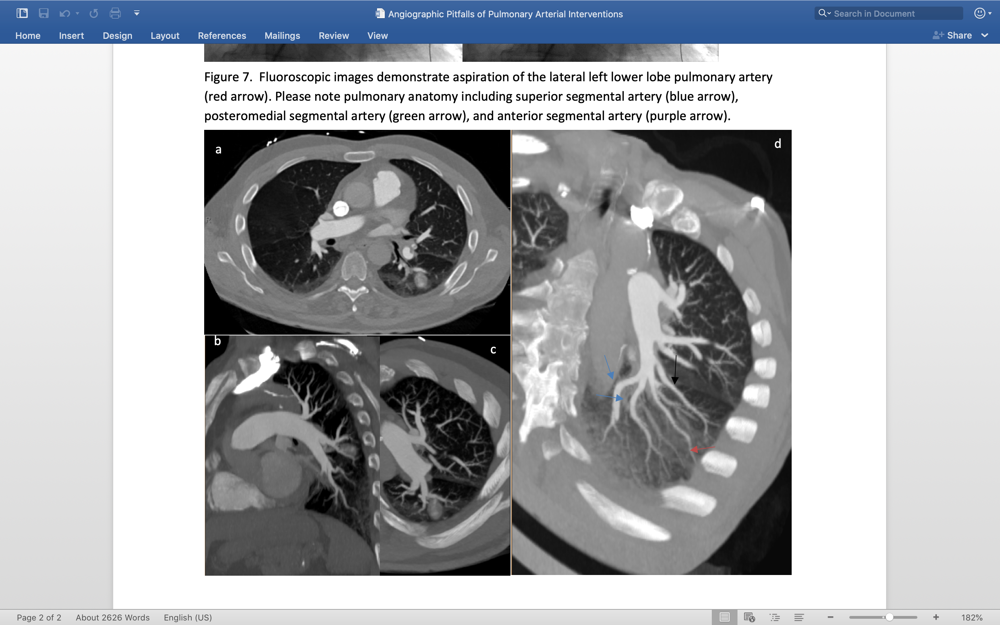 Angiographic Pitfalls of Pulmonary Arterial Interventions
Search in Document
Home Insert Design Layout References Mailings Review View
Share
Figure 7.  Fluoroscopic images demonstrate aspiration of the lateral left lower lobe pulmonary artery
(red arrow). Please note pulmonary anatomy including superior segmental artery (blue arrow),
posteromedial segmental artery (green arrow), and anterior segmental artery (purple arrow).
a
d
R
b
c
Page 2 of 2 About 2626 Words English (US)
182%